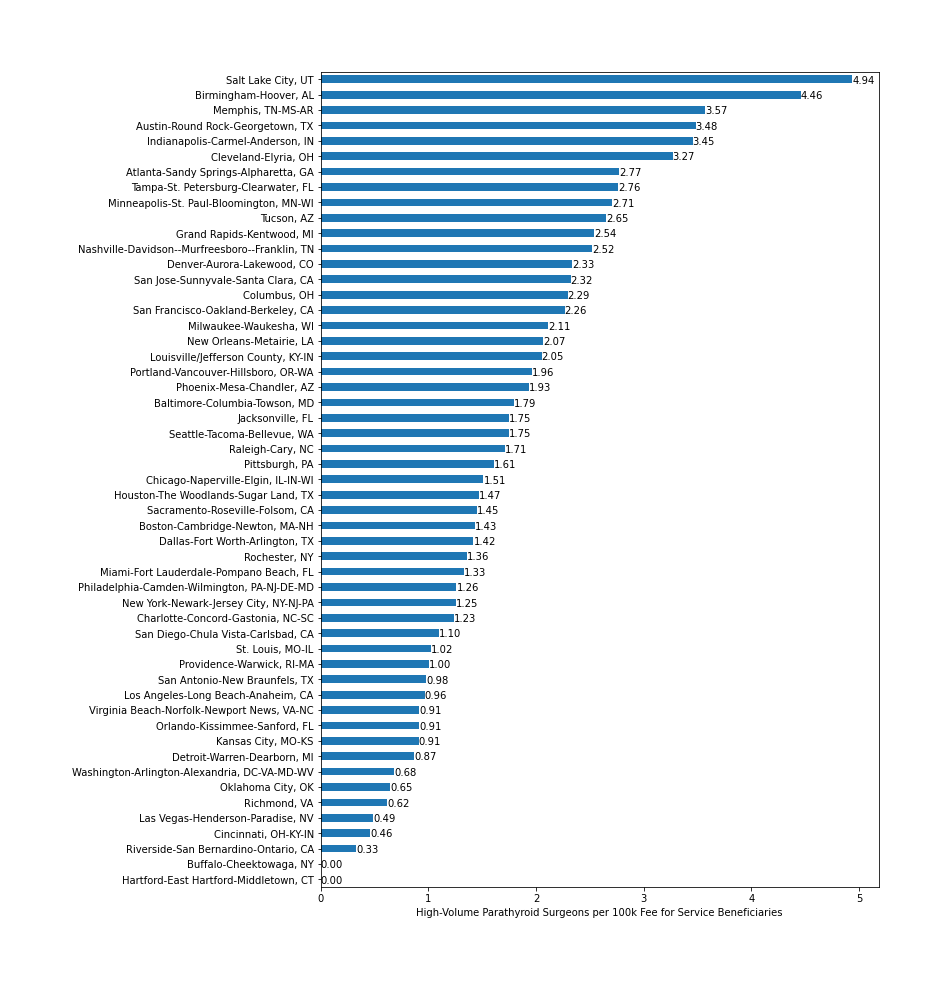 Salt Lake City, UT 4.94
Birmingham-Hoover, AL 4.46
Memphis, TN-MS-AR 3.57
Austin-Round Rock-Georgetown, TX 3.48
Indianapolis-Carmel-Anderson, IN 3.45
Cleveland-Elyria, OH 3.27
Atlanta-Sandy Springs-Alpharetta, GA 2.77
Tampa-St. Petersburg-Clearwater, FL 2.76
Minneapolis-St. Paul-Bloomington, MN-WI 2.71
Tucson, AZ 2.65
Grand Rapids-Kentwood, MI 2.54
Nashville-Davidson--Murfreesboro--Franklin, TN 2.52
Denver-Aurora-Lakewood, CO 2.33
San Jose-Sunnyvale-Santa Clara, CA 2.32
Columbus, OH 2.29
San Francisco-Oakland-Berkeley, CA 2.26
Milwaukee-Waukesha, WI 2.11
New Orleans-Metairie, LA 2.07
Louisville/Jefferson County, KY-IN 2.05
Portland-Vancouver-Hillsboro, OR-WA 1.96
Phoenix-Mesa-Chandler, AZ 1.93
Baltimore-Columbia-Towson, MD 1.79
Jacksonville, FL 1.75
Seattle-Tacoma-Bellevue, WA 1.75
Raleigh-Cary, NC 1.71
Pittsburgh, PA 1.61
Chicago-Naperville-Elgin, IL-IN-WI 1.51
Houston-The Woodlands-Sugar Land, TX 1.47
Sacramento-Roseville-Folsom, CA 1.45
Boston-Cambridge-Newton, MA-NH 1.43
Dallas-Fort Worth-Arlington, TX 1.42
Rochester, NY 1.36
Miami-Fort Lauderdale-Pompano Beach, FL 1.33
Philadelphia-Camden-Wilmington, PA-NJ-DE-MD 1.26
New York-Newark-Jersey City, NY-NJ-PA 1.25
Charlotte-Concord-Gastonia, NC-SC 1.23
San Diego-Chula Vista-Carlsbad, CA 1.10
St. Louis, MO-IL 1.02
Providence-Warwick, RI-MA 1.00
San Antonio-New Braunfels, TX 0.98
Los Angeles-Long Beach-Anaheim, CA 0.96
Virginia Beach-Norfolk-Newport News, VA-NC 0.91
Orlando-Kissimmee-Sanford, FL 0.91
Kansas City, MO-KS 0.91
Detroit-Warren-Dearborn, MI 0.87
Washington-Arlington-Alexandria, DC-VA-MD-WV 0.68
Oklahoma City, OK 0.65
Richmond, VA 0.62
Las Vegas-Henderson-Paradise, NV 0.49
Cincinnati, OH-KY-IN 0.46
Riverside-San Bernardino-Ontario, CA 0.33
Buffalo-Cheektowaga, NY 0.00
Hartford-East Hartford-Middletown, CT 0.00
0 1 2 3 4 5
High-Volume Parathyroid Surgeons per 100k Fee for Service Beneficiaries